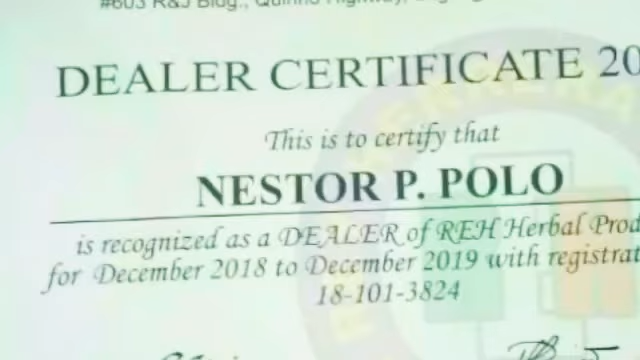 #603 R&J Bldg., Quirino Highway,
DEALER CERTIFICATE 20
This is to certify that
NESTOR P. POLO
is recognized as a DEALER of REH Herbal Prod
for December 2018 to December 2019 with registrat
18-101-3824